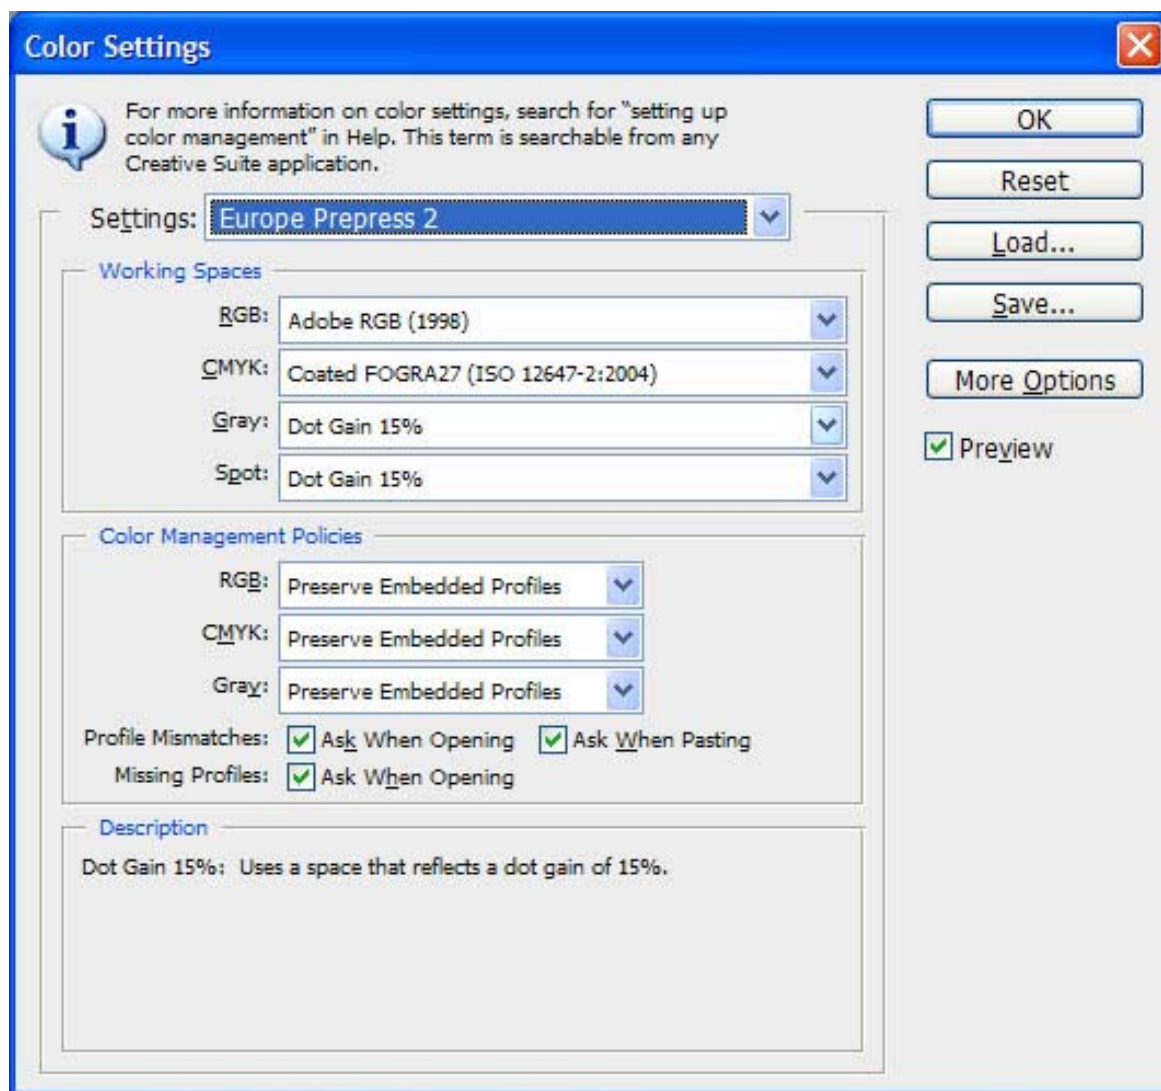 Color Settings
For more information on color settings, search for "setting up
color management" in Help. This term is searchable from any
Creative Suite application.
OK
Reset
Load...
Save...
More Options
Preview
Settings: Europe Prepress 2
Working Spaces
RGB: Adobe RGB (1998)
CMYK: Coated FOGRA27 (ISO 12647-2:2004)
Gray: Dot Gain 15%
Spot: Dot Gain 15%
Color Management Policies
RGB: Preserve Embedded Profiles
CMYK: Preserve Embedded Profiles
Gray: Preserve Embedded Profiles
Profile Mismatches: Ask When Opening Ask When Pasting
Missing Profiles: Ask When Opening
Description
Dot Gain 15%: Uses a space that reflects a dot gain of 15%.